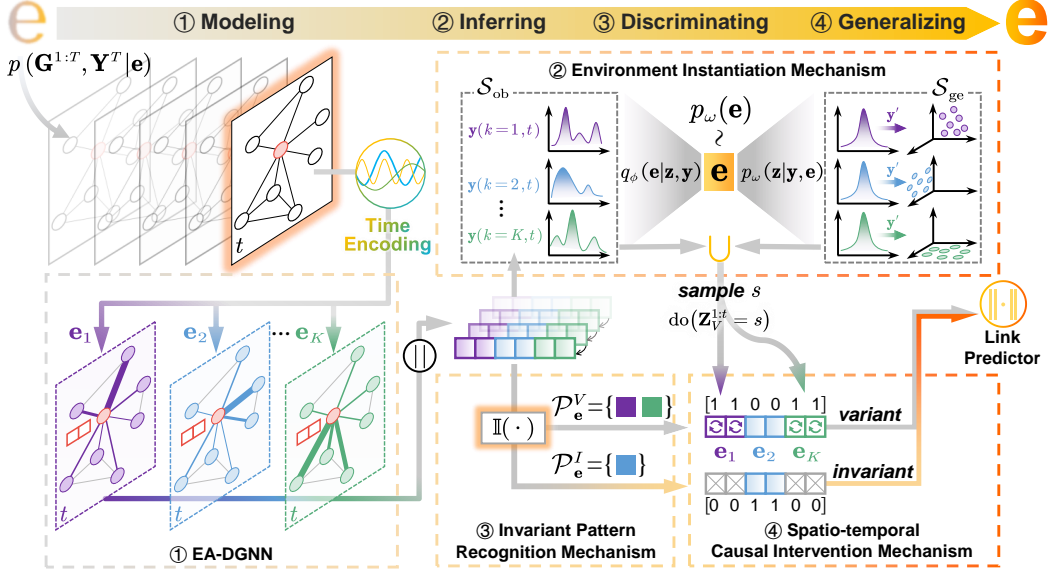 e
① Modeling
② Inferring
③ Discriminating
④ Generalizing
e
p(G^{1:T}, Y^T|e)
t
Time
Encoding
② Environment Instantiation Mechanism
S_ob
y(k=1,t)
y(k=2,t)
⋮
y(k=K,t)
p_ω(e)
~
q_ϕ(e|z,y)
e
p_ω(z|y,e)
S_ge
y′
y′
y′
∪
sample s
do(Z_V^{1:t}=s)
e_1
e_2
··· e_K
t
t
t
① EA-DGNN
||
𝕀(·)
P_e^V={ }
P_e^I={ }
③ Invariant Pattern
Recognition Mechanism
[1 1 0 0 1 1]
variant
e_1 e_2 e_K
invariant
[0 0 1 1 0 0]
④ Spatio-temporal
Causal Intervention Mechanism
||·||
Link
Predictor